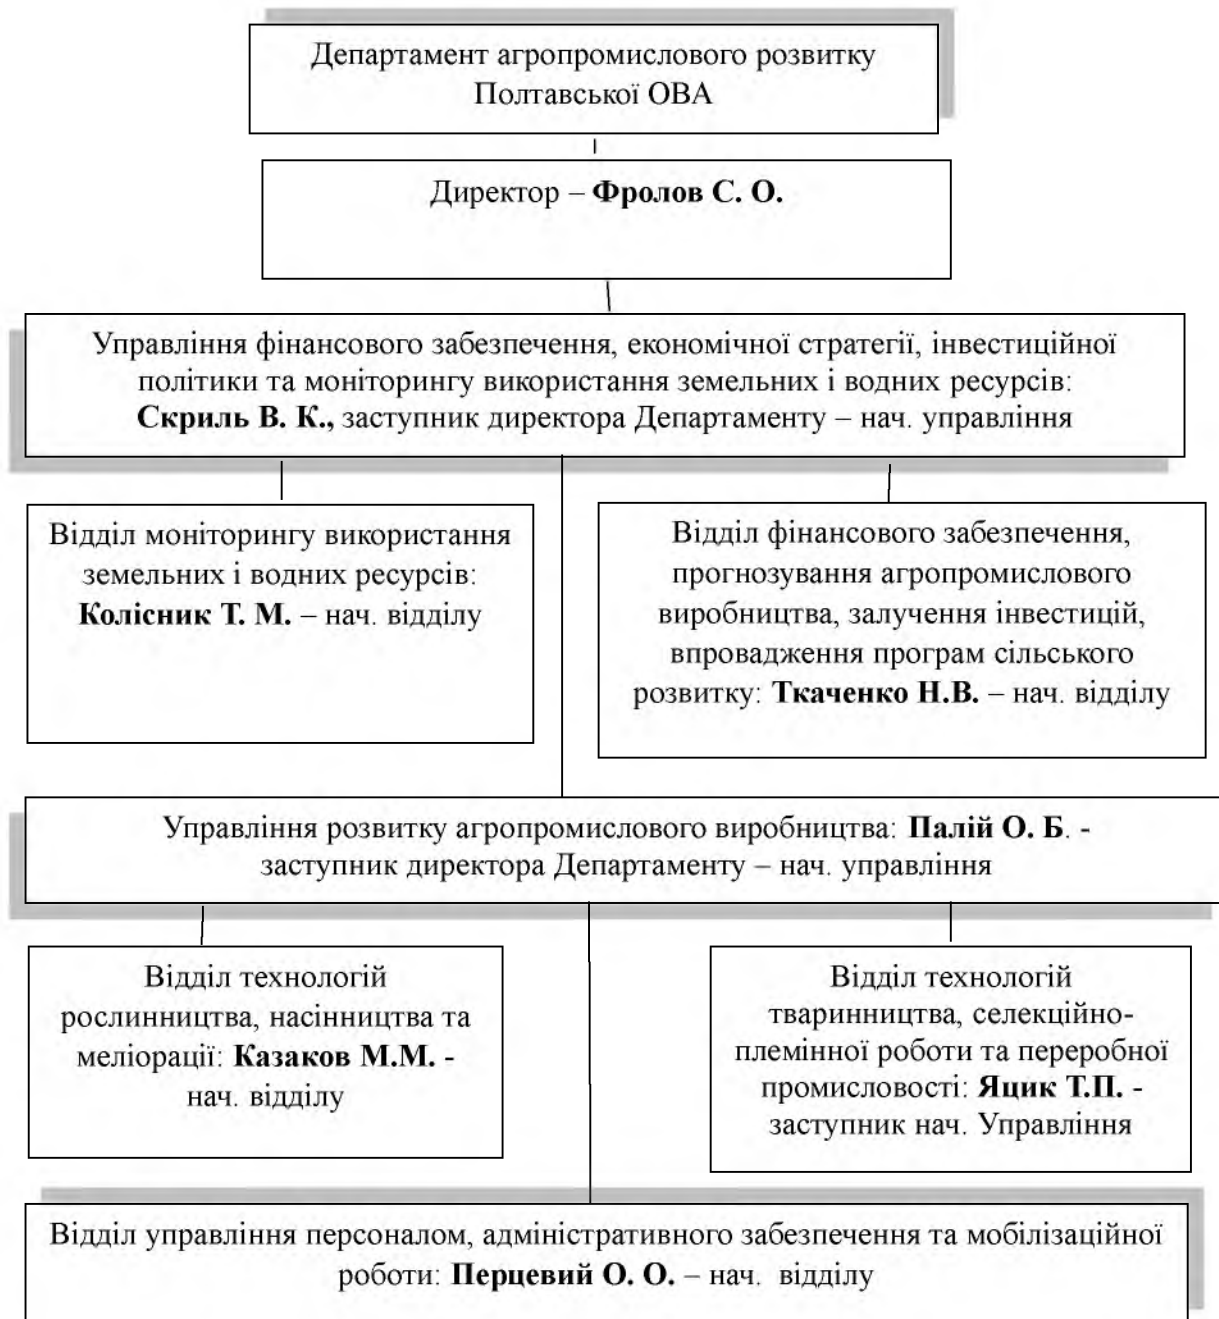 Департамент агропромислового розвитку
Полтавської ОВА
Директор – Фролов С. О.
Управління фінансового забезпечення, економічної стратегії, інвестиційної
політики та моніторингу використання земельних і водних ресурсів:
Скриль В. К., заступник директора Департаменту – нач. управління
Відділ моніторингу використання
земельних і водних ресурсів:
Колісник Т. М. – нач. відділу
Відділ фінансового забезпечення,
прогнозування агропромислового
виробництва, залучення інвестицій,
впровадження програм сільського
розвитку: Ткаченко Н.В. – нач. відділу
Управління розвитку агропромислового виробництва: Палій О. Б. -
заступник директора Департаменту – нач. управління
Відділ технологій
рослинництва, насінництва та
меліорації: Казаков М.М. -
нач. відділу
Відділ технологій
тваринництва, селекційно-
племінної роботи та переробної
промисловості: Яцик Т.П. -
заступник нач. Управління
Відділ управління персоналом, адміністративного забезпечення та мобілізаційної
роботи: Перцевий О. О. – нач. відділу